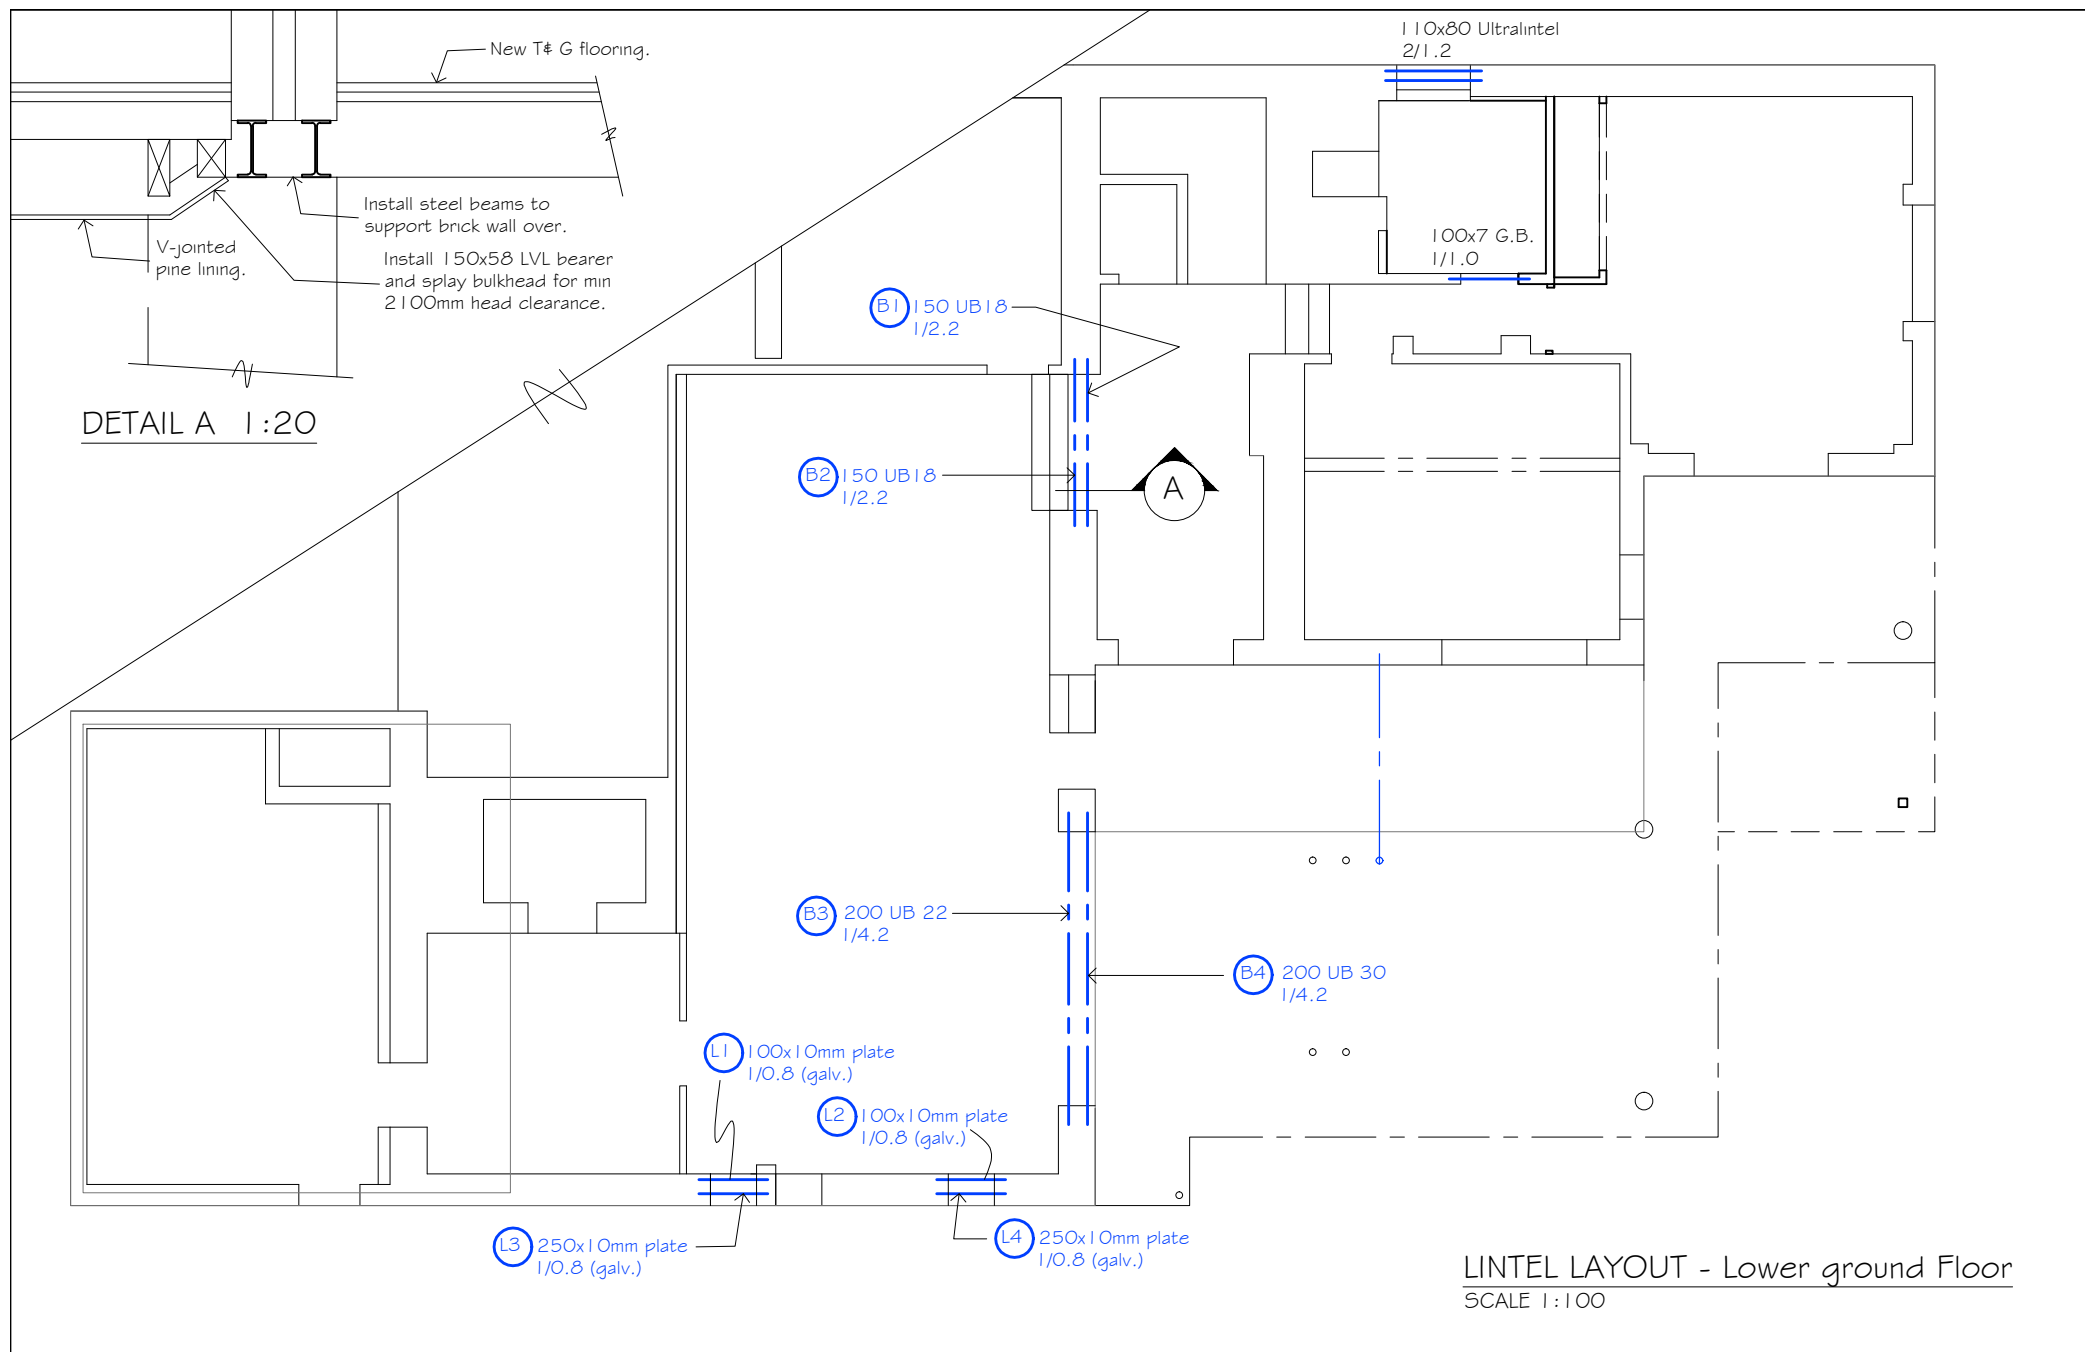 New T& G flooring.
Install steel beams to
support brick wall over.
V-jointed
pine lining.
Install 150x58 LVL bearer
and splay bulkhead for min
2100mm head clearance.
DETAIL A 1:20
110x80 Ultralintel
2/1.2
100x7 G.B.
1/1.0
B1 150 UB18
1/2.2
B2 150 UB18
1/2.2
A
B3 200 UB 22
1/4.2
B4 200 UB 30
1/4.2
L1 100x10mm plate
1/0.8 (galv.)
L2 100x10mm plate
1/0.8 (galv.)
L3 250x10mm plate
1/0.8 (galv.)
L4 250x10mm plate
1/0.8 (galv.)
LINTEL LAYOUT - Lower ground Floor
SCALE 1:100